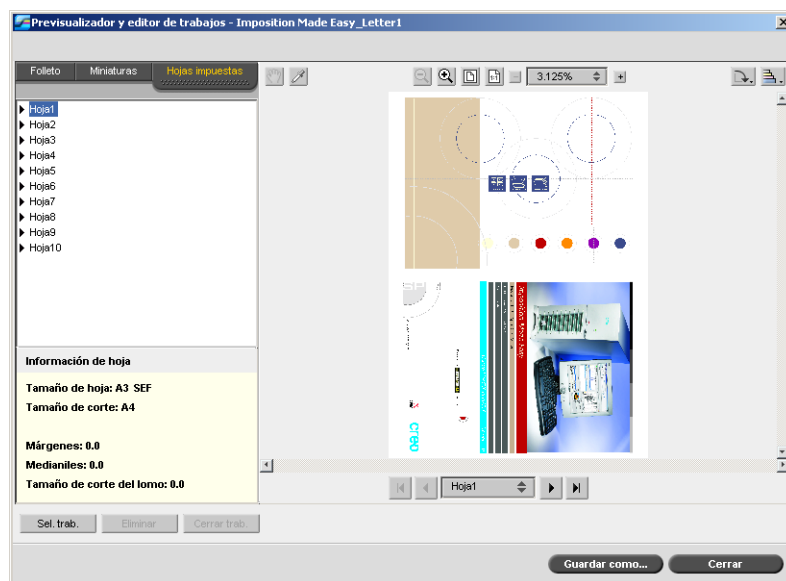 Previsualizador y editor de trabajos - Imposition Made Easy_Letter1
Folleto
Miniaturas
Hojas impuestas
3.125%
Hoja1
Hoja2
Hoja3
Hoja4
Hoja5
Hoja6
Hoja7
Hoja8
Hoja9
Hoja10
Creo
Información de hoja
Tamaño de hoja: A3 SEF
Tamaño de corte: A4
Márgenes: 0.0
Medianiles: 0.0
Tamaño de corte del lomo: 0.0
Hoja1
Sel. trab.
Eliminar
Cerrar trab.
Guardar como...
Cerrar